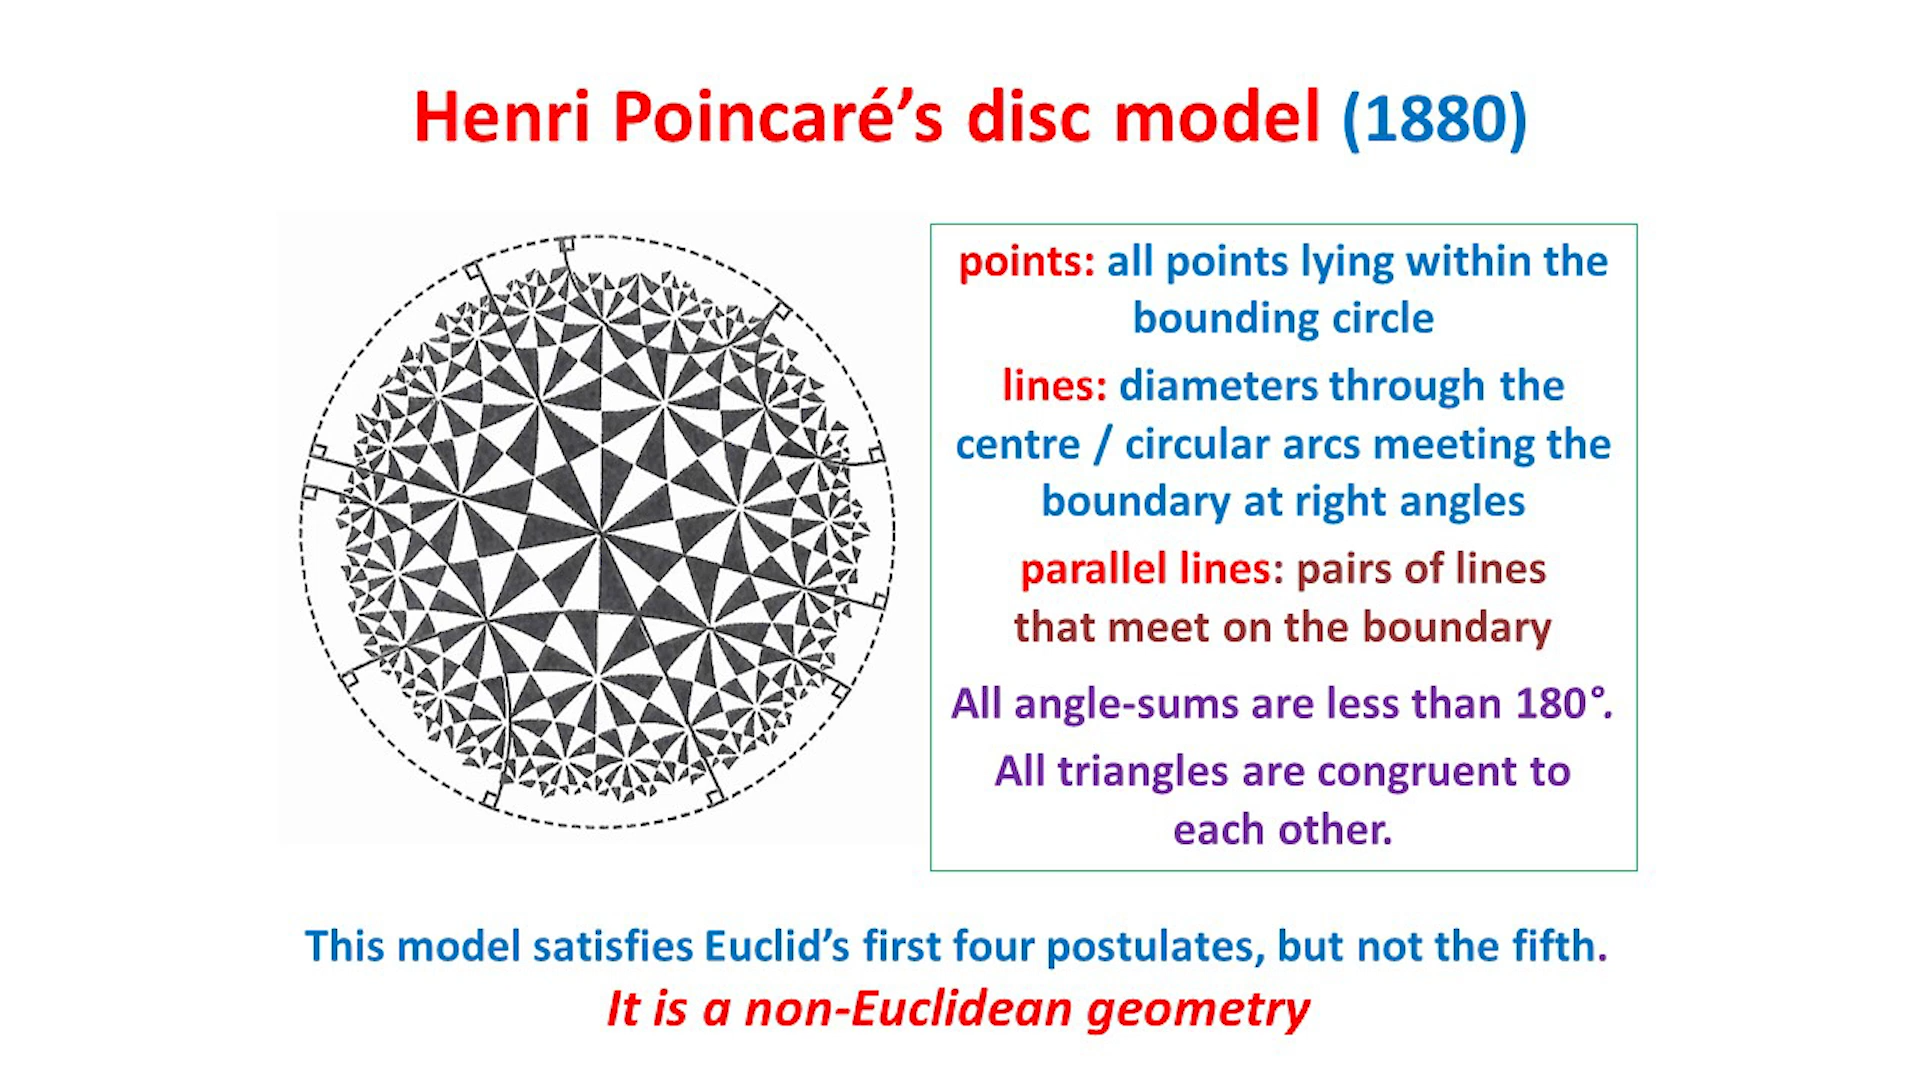 Henri Poincaré’s disc model (1880)
points: all points lying within the
bounding circle
lines: diameters through the
centre / circular arcs meeting the
boundary at right angles
parallel lines: pairs of lines
that meet on the boundary
All angle-sums are less than 180°.
All triangles are congruent to
each other.
This model satisfies Euclid’s first four postulates, but not the fifth.
It is a non-Euclidean geometry